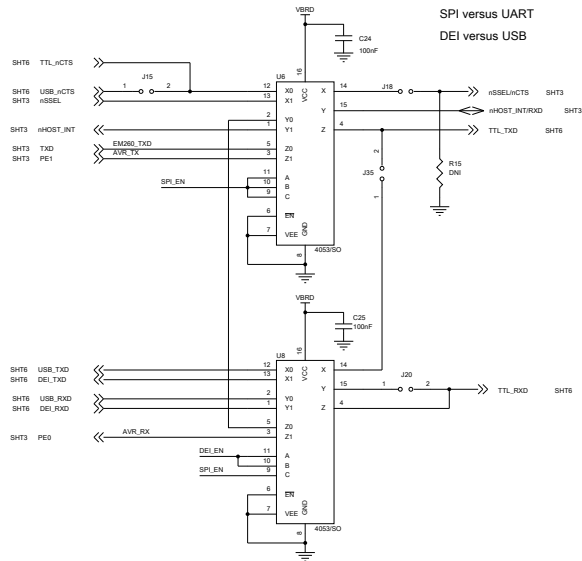 SPI versus UART
DEI versus USB
VBRD
C24
100nF
16
U6
VCC
SHT6 TTL_nCTS
J15
SHT6 USB_nCTS 1 2 12 X0 X 14 J18 nSSEL/nCTS SHT3
SHT3 nSSEL 13 X1
Y 15 nHOST_INT/RXD SHT3
2 Y0
SHT3 nHOST_INT 1 Y1 Z 4 TTL_TXD SHT6
SHT3 TXD EM260_TXD 5 Z0
SHT3 PE1 AVR_TX 3 Z1
2
J35
1
R15
DNI
SPI_EN
11 A
10 B
9 C
6 EN
7 VEE
GND
8
4053/SO
VBRD
C25
100nF
16
U8
VCC
SHT6 USB_TXD 12 X0 X 14
SHT6 DEI_TXD 13 X1
J20
Y 15 1 2 TTL_RXD SHT6
SHT6 USB_RXD 2 Y0
SHT6 DEI_RXD 1 Y1 Z 4
5 Z0
SHT3 PE0 AVR_RX 3 Z1
DEI_EN 11 A
10 B
SPI_EN 9 C
6 EN
7 VEE
GND
8
4053/SO